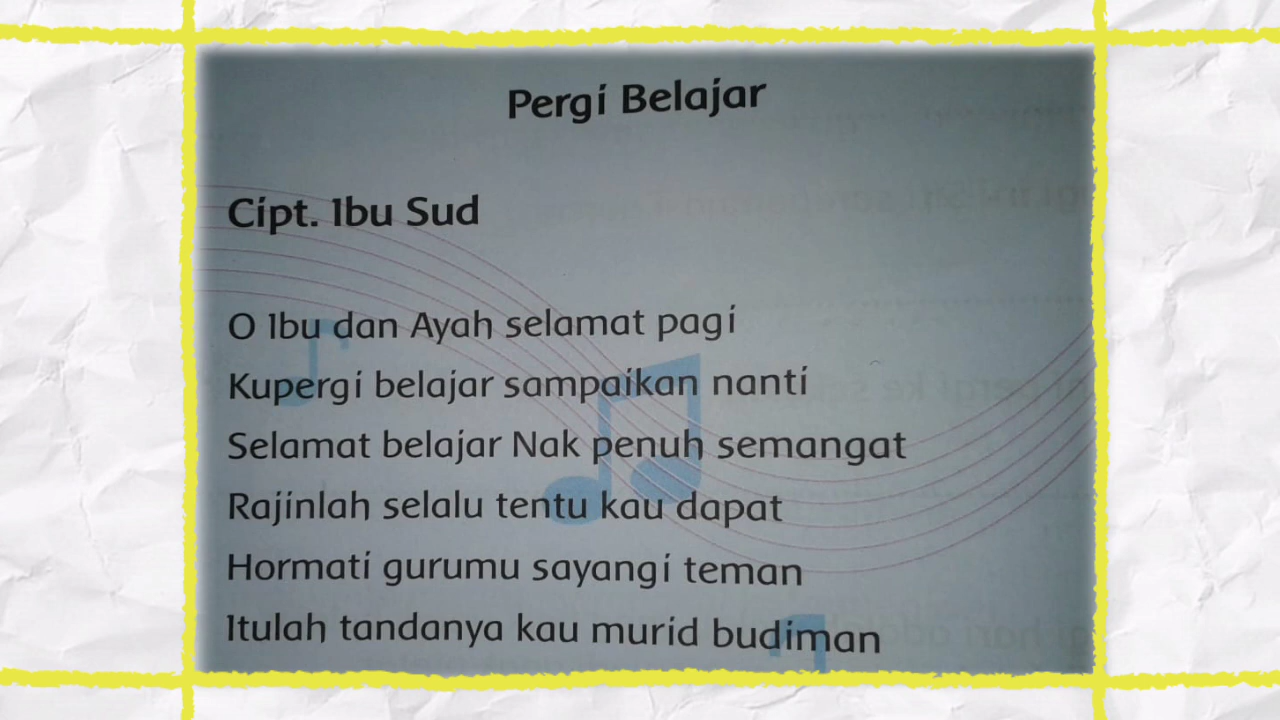 Pergi Belajar
Cipt. Ibu Sud
O Ibu dan Ayah selamat pagi
Kupergi belajar sampaikan nanti
Selamat belajar Nak penuh semangat
Rajinlah selalu tentu kau dapat
Hormati gurumu sayangi teman
Itulah tandanya kau murid budiman